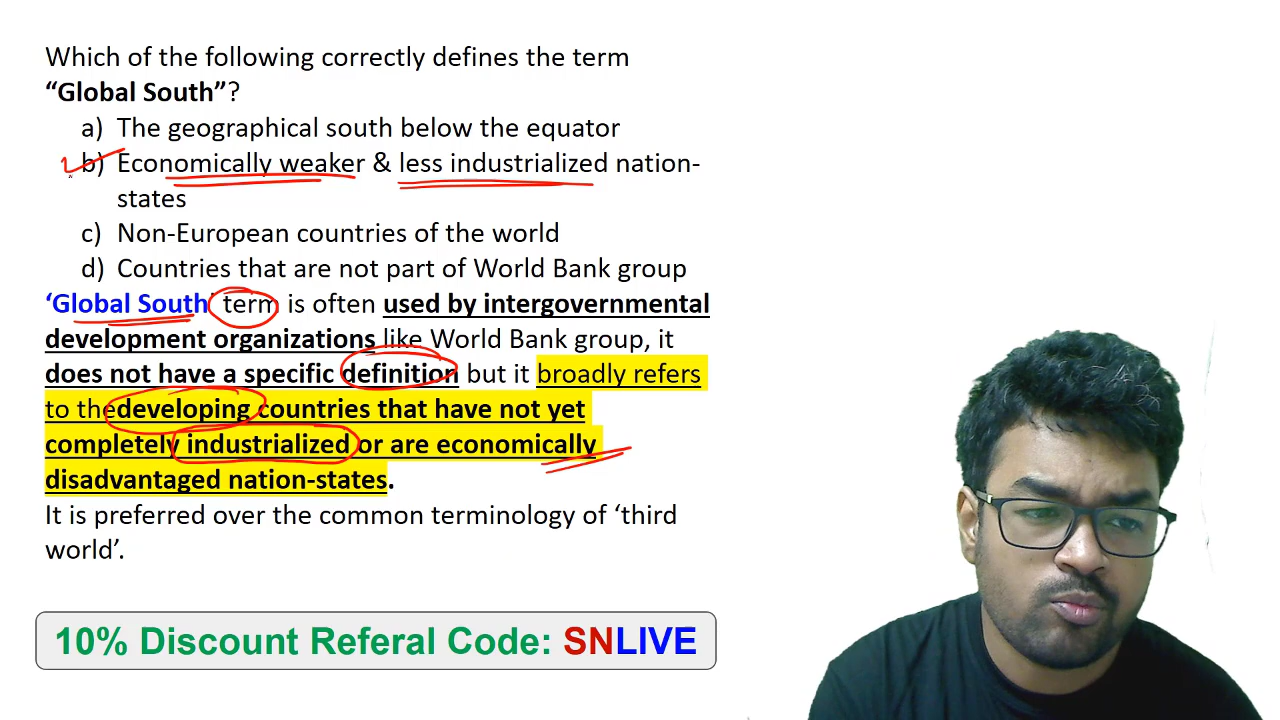 Which of the following correctly defines the term
“Global South”?
a) The geographical south below the equator
b) Economically weaker & less industrialized nation-
states
c) Non-European countries of the world
d) Countries that are not part of World Bank group
‘Global South’ term is often used by intergovernmental
development organizations like World Bank group, it
does not have a specific definition but it broadly refers
to thedeveloping countries that have not yet
completely industrialized or are economically
disadvantaged nation-states.
It is preferred over the common terminology of ‘third
world’.
10% Discount Referal Code: SNLIVE